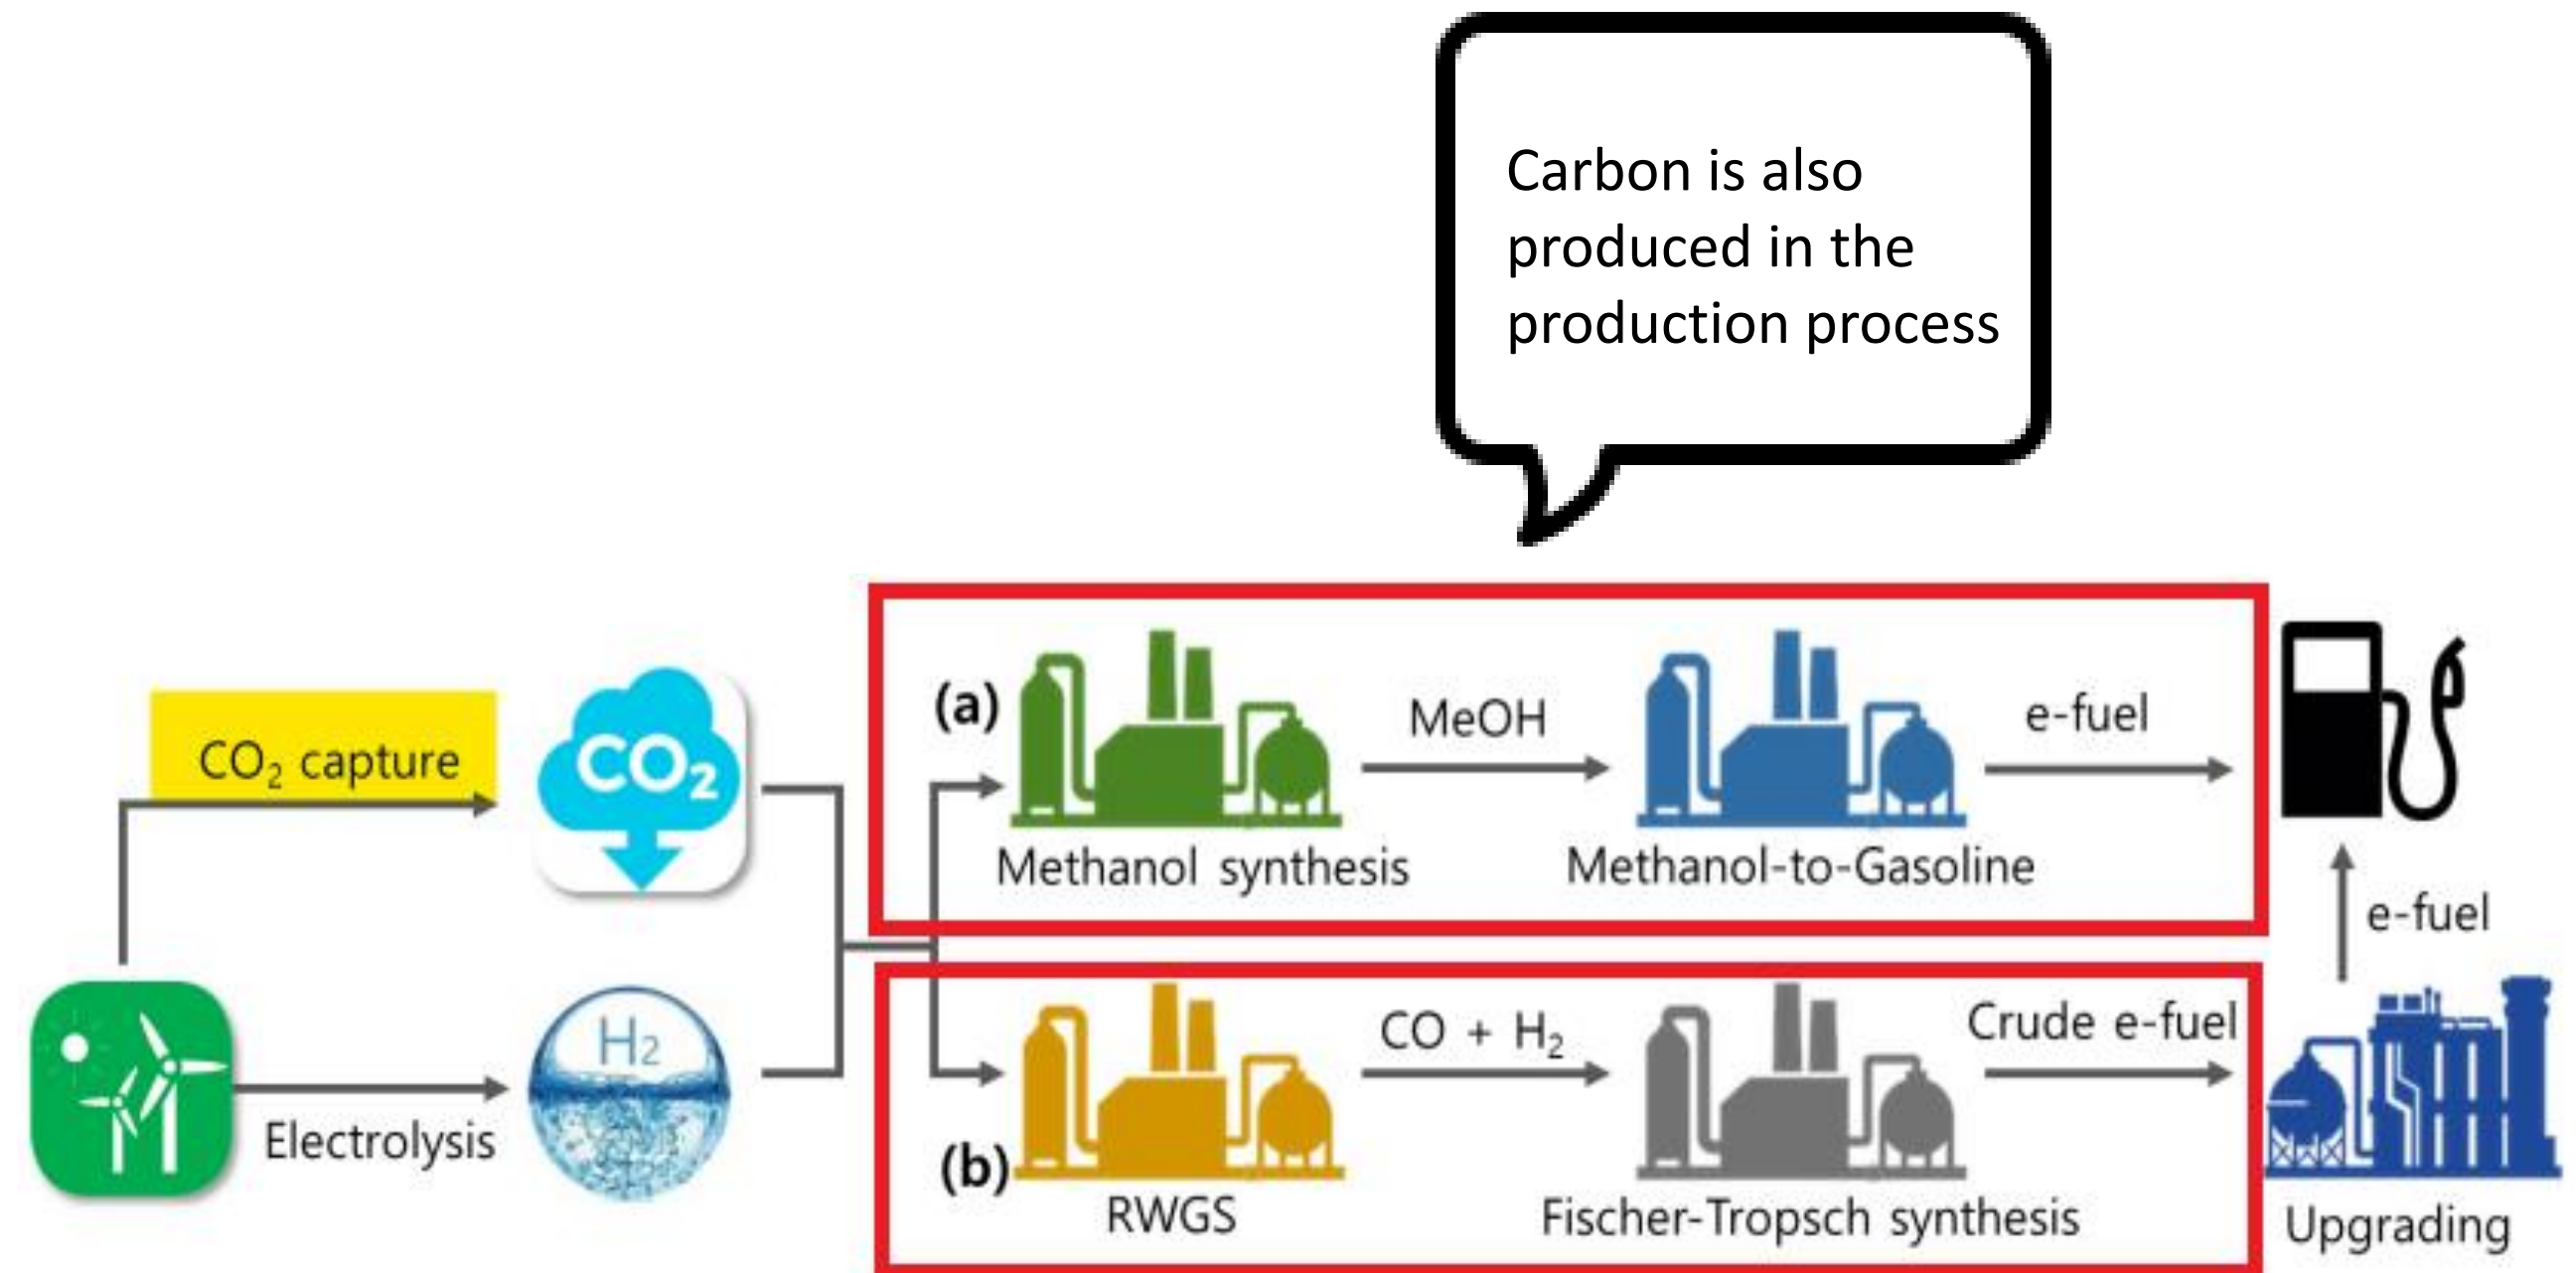 Carbon is also
produced in the
production process
CO₂ capture
CO₂
(a)
MeOH
e-fuel
Methanol synthesis
Methanol-to-Gasoline
e-fuel
H₂
Electrolysis
CO + H₂
Crude e-fuel
(b)
RWGS
Fischer-Tropsch synthesis
Upgrading